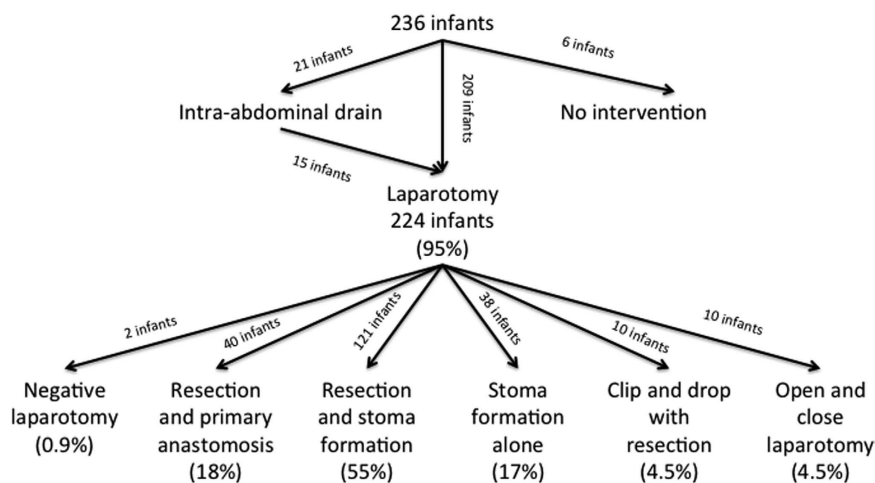 236 infants
21 infants
209 infants
6 infants
Intra-abdominal drain
No intervention
15 infants
Laparotomy
224 infants
(95%)
2 infants
40 infants
121 infants
38 infants
10 infants
10 infants
Negative
laparotomy
(0.9%)
Resection
and primary
anastomosis
(18%)
Resection
and stoma
formation
(55%)
Stoma
formation
alone
(17%)
Clip and drop
with
resection
(4.5%)
Open and
close
laparotomy
(4.5%)